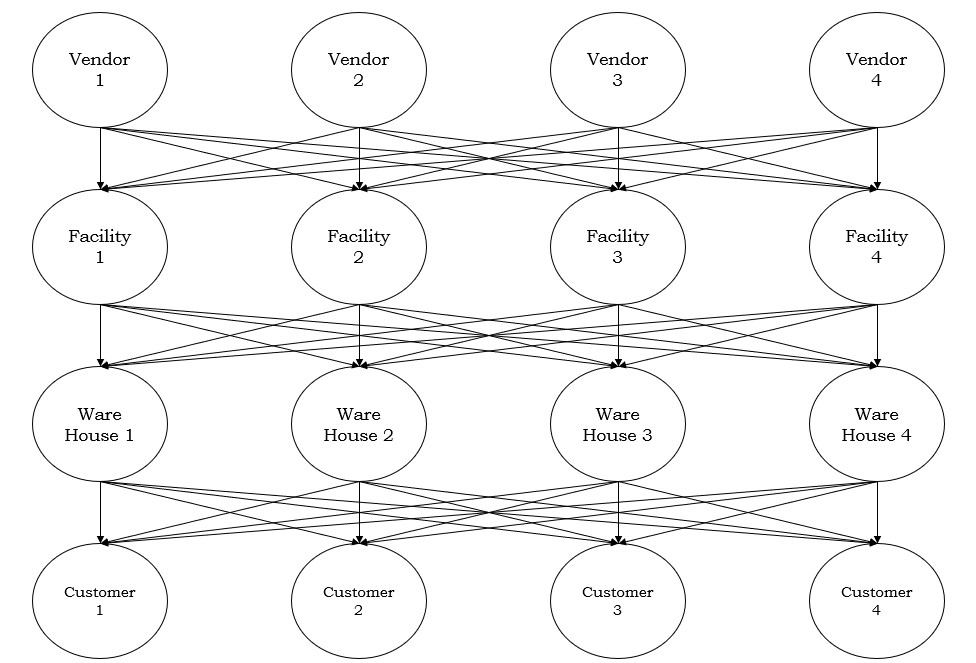 Vendor
1
Vendor
2
Vendor
3
Vendor
4
Facility
1
Facility
2
Facility
3
Facility
4
Ware
House 1
Ware
House 2
Ware
House 3
Ware
House 4
Customer
1
Customer
2
Customer
3
Customer
4